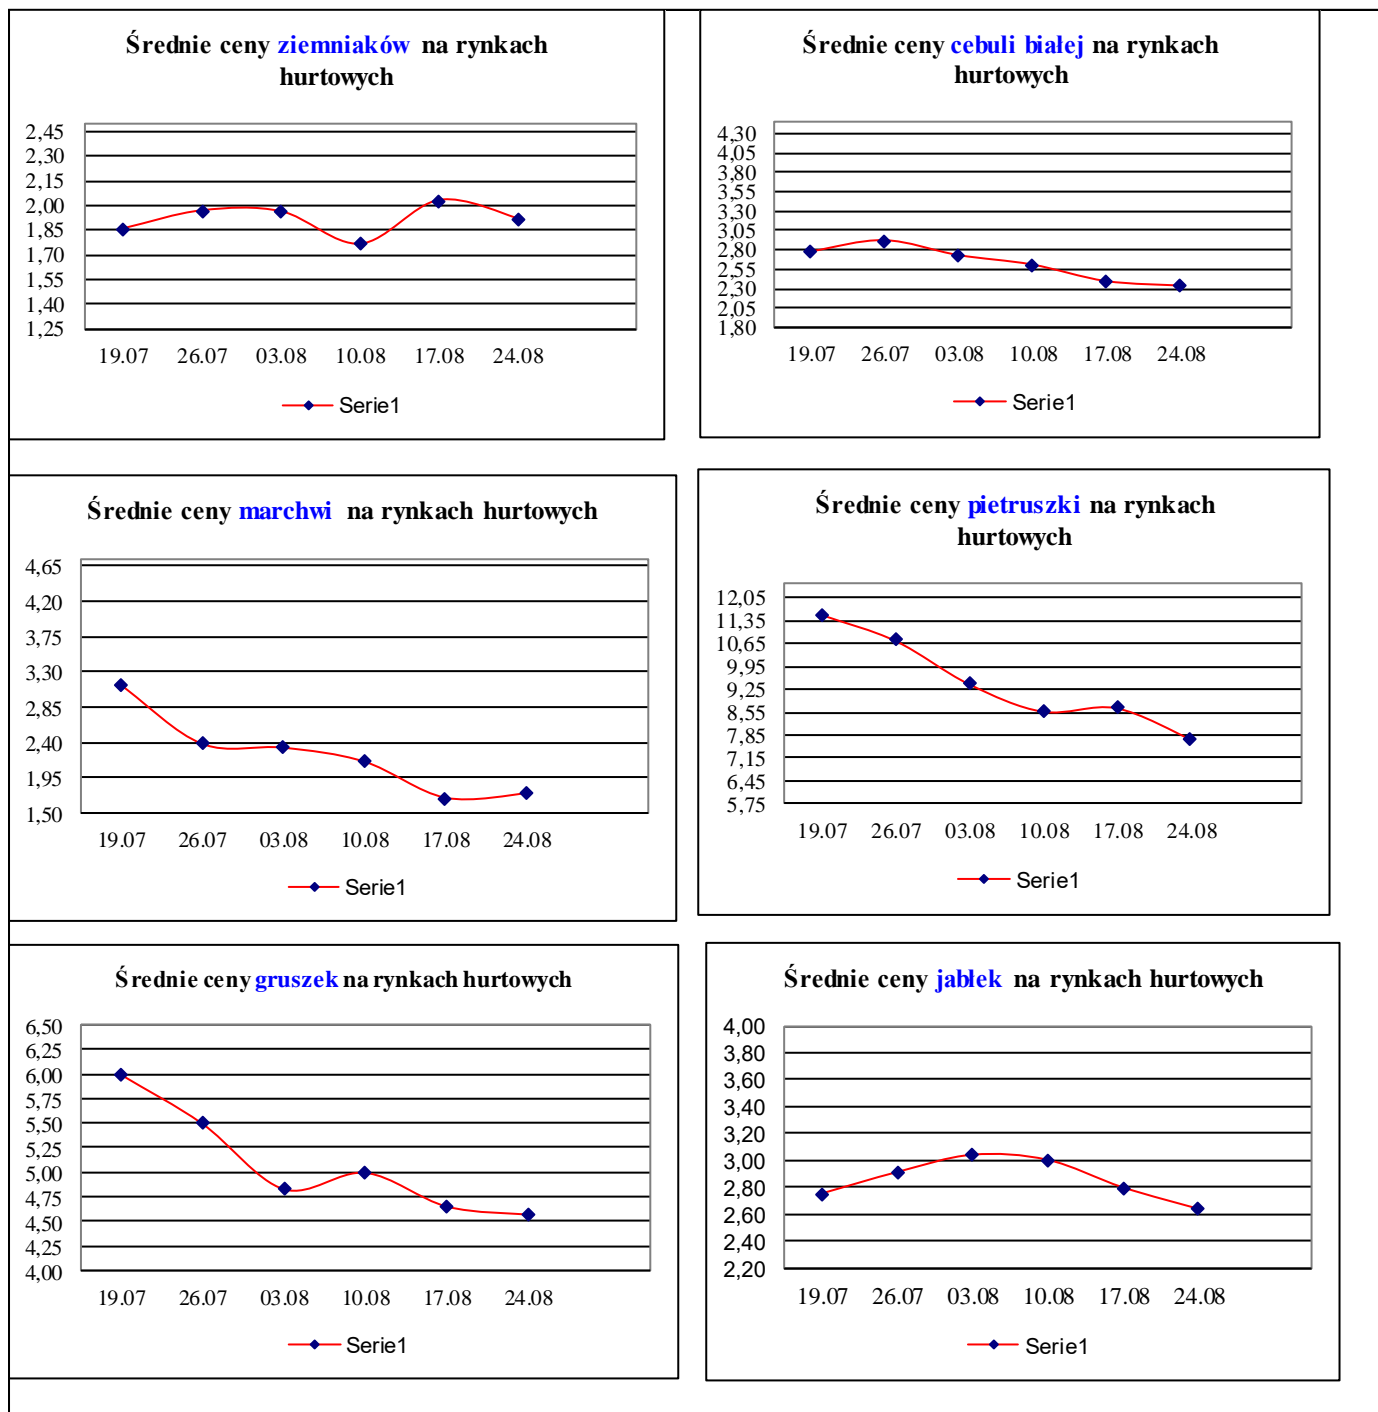 Średnie ceny ziemniaków na rynkach
hurtowych
2,45
2,30
2,15
2,00
1,85
1,70
1,55
1,40
1,25
19.07 26.07 03.08 10.08 17.08 24.08
Serie1
Średnie ceny cebuli białej na rynkach
hurtowych
4,30
4,05
3,80
3,55
3,30
3,05
2,80
2,55
2,30
2,05
1,80
19.07 26.07 03.08 10.08 17.08 24.08
Serie1
Średnie ceny marchwi na rynkach hurtowych
4,65
4,20
3,75
3,30
2,85
2,40
1,95
1,50
19.07 26.07 03.08 10.08 17.08 24.08
Serie1
Średnie ceny pietruszki na rynkach
hurtowych
12,05
11,35
10,65
9,95
9,25
8,55
7,85
7,15
6,45
5,75
19.07 26.07 03.08 10.08 17.08 24.08
Serie1
Średnie ceny gruszek na rynkach hurtowych
6,50
6,25
6,00
5,75
5,50
5,25
5,00
4,75
4,50
4,25
4,00
19.07 26.07 03.08 10.08 17.08 24.08
Serie1
Średnie ceny jabłek na rynkach hurtowych
4,00
3,80
3,60
3,40
3,20
3,00
2,80
2,60
2,40
2,20
19.07 26.07 03.08 10.08 17.08 24.08
Serie1